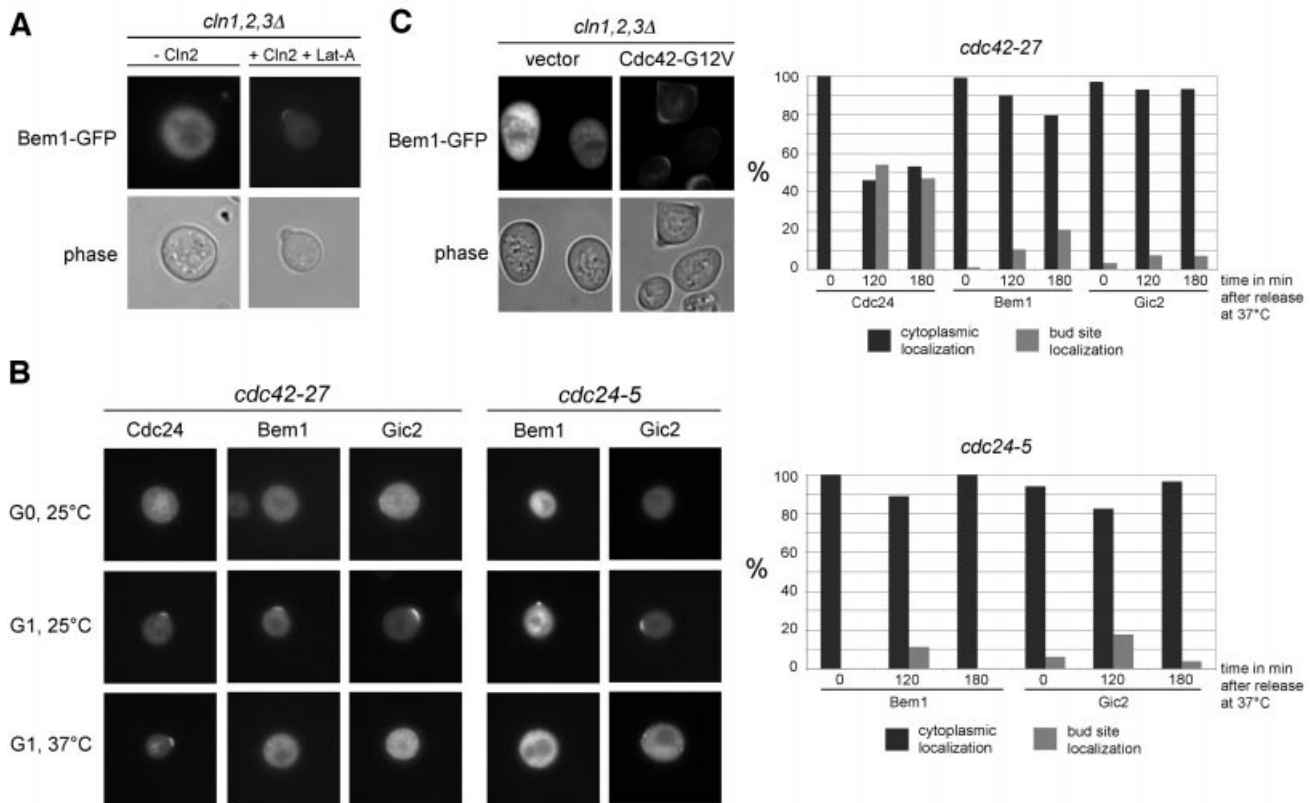 A
cln1,2,3Δ
- Cln2
+ Cln2 + Lat-A
Bem1-GFP
phase
C
cln1,2,3Δ
vector
Cdc42-G12V
Bem1-GFP
phase
cdc42-27
100
80
60
%
40
20
0
0 120 180 0 120 180 0 120 180
Cdc24 Bem1 Gic2
time in min
after release
at 37°C
cytoplasmic
localization
bud site
localization
B
cdc42-27
cdc24-5
Cdc24 Bem1 Gic2 Bem1 Gic2
G0, 25°C
G1, 25°C
G1, 37°C
cdc24-5
100
80
60
%
40
20
0
0 120 180 0 120 180
Bem1 Gic2
time in min
after release
at 37°C
cytoplasmic
localization
bud site
localization